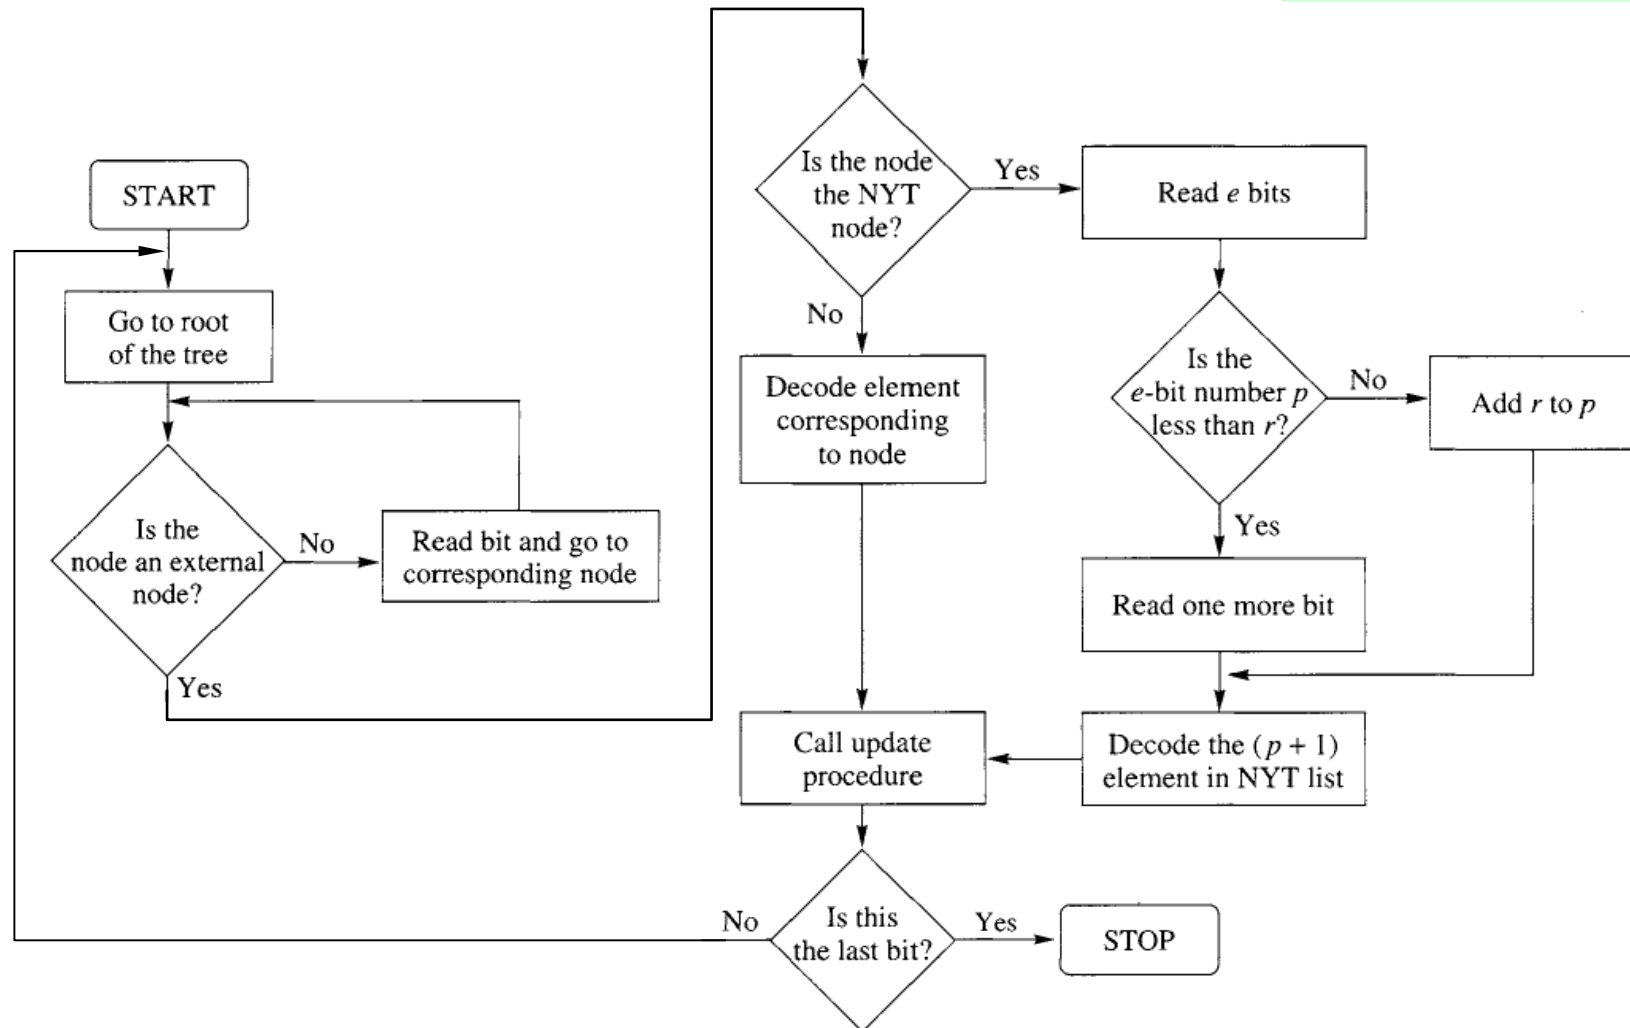 START
Go to root
of the tree
Is the
node an external
node?
No
Read bit and go to
corresponding node
Yes
Is the node
the NYT
node?
Yes
Read e bits
No
Decode element
corresponding
to node
Is the
e-bit number p
less than r?
No
Add r to p
Yes
Read one more bit
Decode the (p + 1)
element in NYT list
Call update
procedure
Is this
the last bit?
No
Yes
STOP